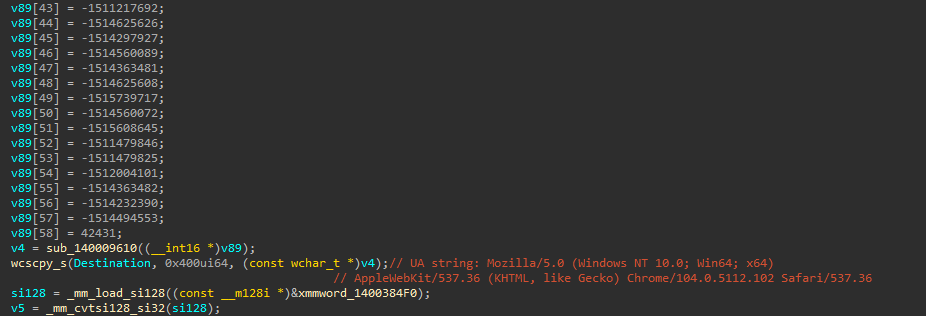 v89[43] = -1511217692;
v89[44] = -1514625626;
v89[45] = -1514297927;
v89[46] = -1514560089;
v89[47] = -1514363481;
v89[48] = -1514625608;
v89[49] = -1515739717;
v89[50] = -1514560072;
v89[51] = -1515608645;
v89[52] = -1511479846;
v89[53] = -1511479825;
v89[54] = -1512004101;
v89[55] = -1514363482;
v89[56] = -1514232390;
v89[57] = -1514494553;
v89[58] = 42431;
v4 = sub_140009610((__int16 *)v89);
wcscpy_s(Destination, 0x400ui64, (const wchar_t *)v4);// UA string: Mozilla/5.0 (Windows NT 10.0; Win64; x64)
// AppleWebKit/537.36 (KHTML, like Gecko) Chrome/104.0.5112.102 Safari/537.36
si128 = _mm_load_si128((const __m128i *)&xmmword_1400384F0);
v5 = _mm_cvtsi128_si32(si128);